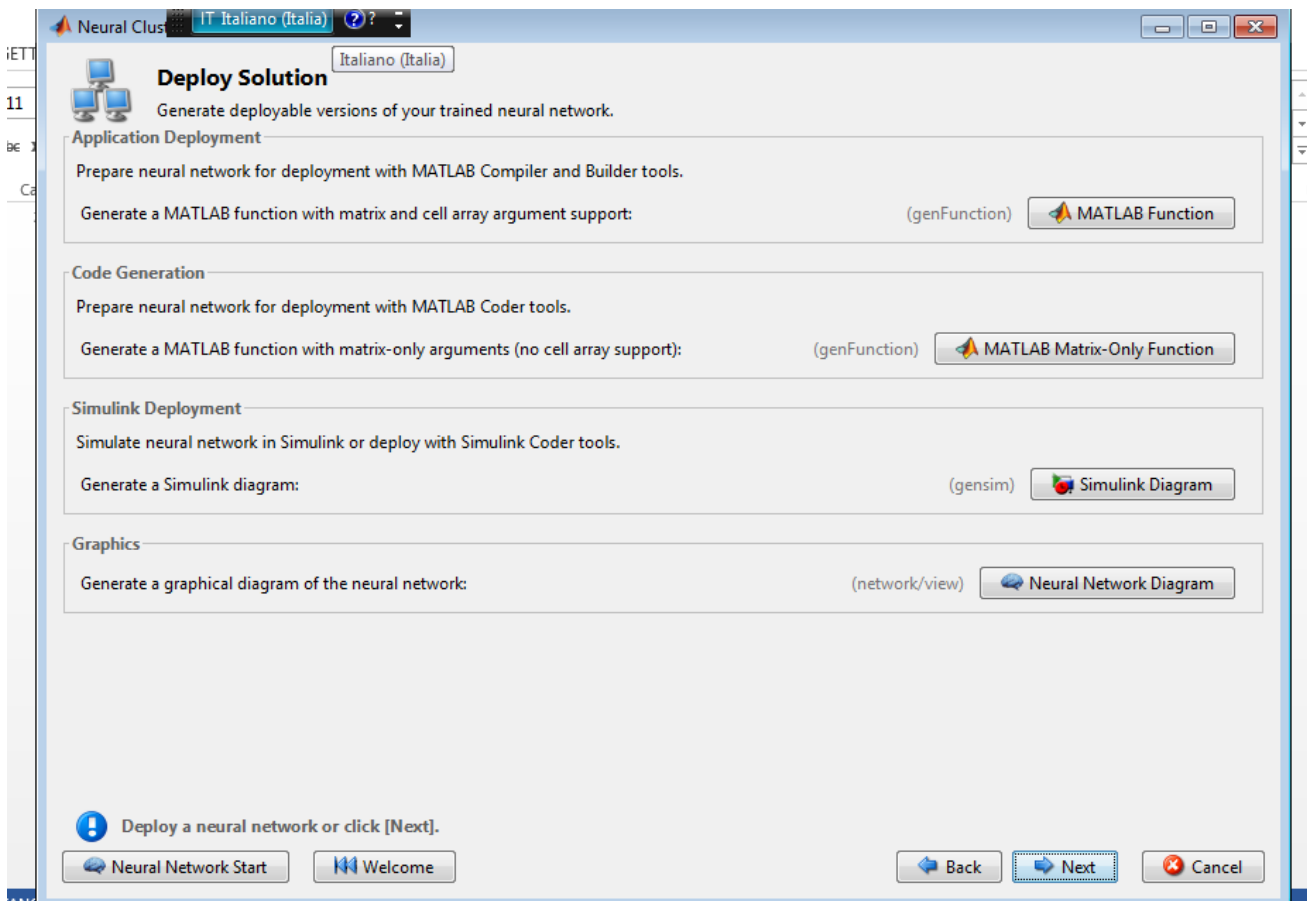 Neural Clus
IT Italiano (Italia) ? ?
Italiano (Italia)
11
Ca
Deploy Solution
Generate deployable versions of your trained neural network.
Application Deployment
Prepare neural network for deployment with MATLAB Compiler and Builder tools.
Generate a MATLAB function with matrix and cell array argument support: (genFunction) MATLAB Function
Code Generation
Prepare neural network for deployment with MATLAB Coder tools.
Generate a MATLAB function with matrix-only arguments (no cell array support): (genFunction) MATLAB Matrix-Only Function
Simulink Deployment
Simulate neural network in Simulink or deploy with Simulink Coder tools.
Generate a Simulink diagram: (gensim) Simulink Diagram
Graphics
Generate a graphical diagram of the neural network: (network/view) Neural Network Diagram
Deploy a neural network or click [Next].
Neural Network Start Welcome Back Next Cancel